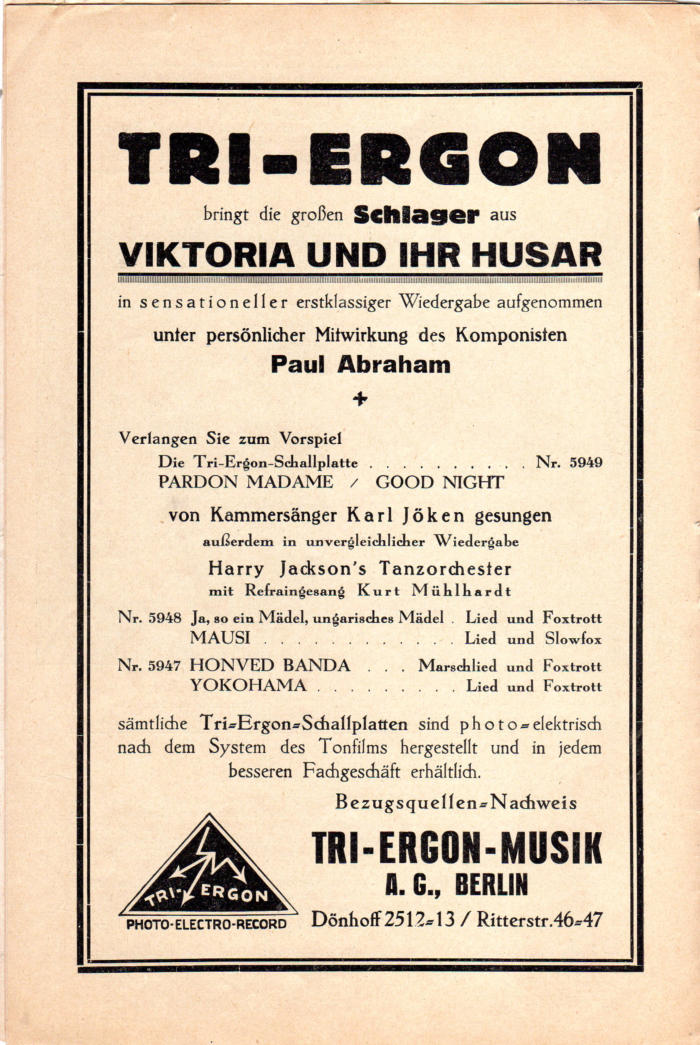 TRI-ERGON
bringt die großen Schlager aus
VIKTORIA UND IHR HUSAR
in sensationeller erstklassiger Wiedergabe aufgenommen
unter persönlicher Mitwirkung des Komponisten
Paul Abraham
Verlangen Sie zum Vorspiel
Die Tri-Ergon-Schallplatte . . . . . . . . . . Nr. 5949
PARDON MADAME / GOOD NIGHT
von Kammersänger Karl Jöken gesungen
außerdem in unvergleichlicher Wiedergabe
Harry Jackson's Tanzorchester
mit Refraingesang Kurt Mühlhardt
Nr. 5948 Ja, so ein Mädel, ungarisches Mädel . Lied und Foxtrott
MAUSI . . . . . . . . . . . . Lied und Slowfox
Nr. 5947 HONVED BANDA . . . Marschlied und Foxtrott
YOKOHAMA . . . . . . . . . Lied und Foxtrott
sämtliche Tri-Ergon-Schallplatten sind photo-elektrisch
nach dem System des Tonfilms hergestellt und in jedem
besseren Fachgeschäft erhältlich.
Bezugsquellen-Nachweis
TRI-ERGON-MUSIK
A. G., BERLIN
Dönhoff 2512-13 / Ritterstr. 46-47
TRI-ERGON
PHOTO-ELECTRO-RECORD